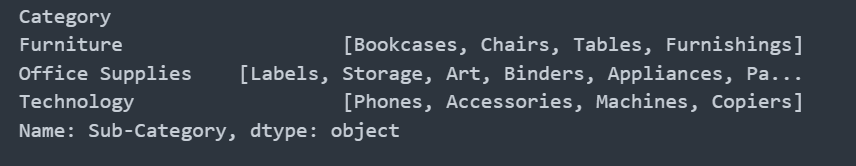 Category
Furniture [Bookcases, Chairs, Tables, Furnishings]
Office Supplies [Labels, Storage, Art, Binders, Appliances, Pa...
Technology [Phones, Accessories, Machines, Copiers]
Name: Sub-Category, dtype: object